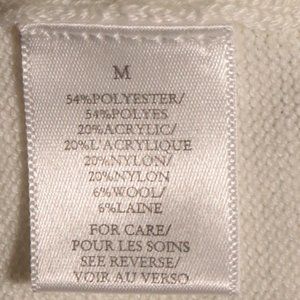 M
54%POLYESTER/
54%POLYES
20%ACRYLIC/
20%L'ACRYLIQUE
20%NYLON/
20%NYLON
6%WOOL/
6%LAINE
FOR CARE/
POUR LES SOINS
SEE REVERSE/
VOIR AU VERSO